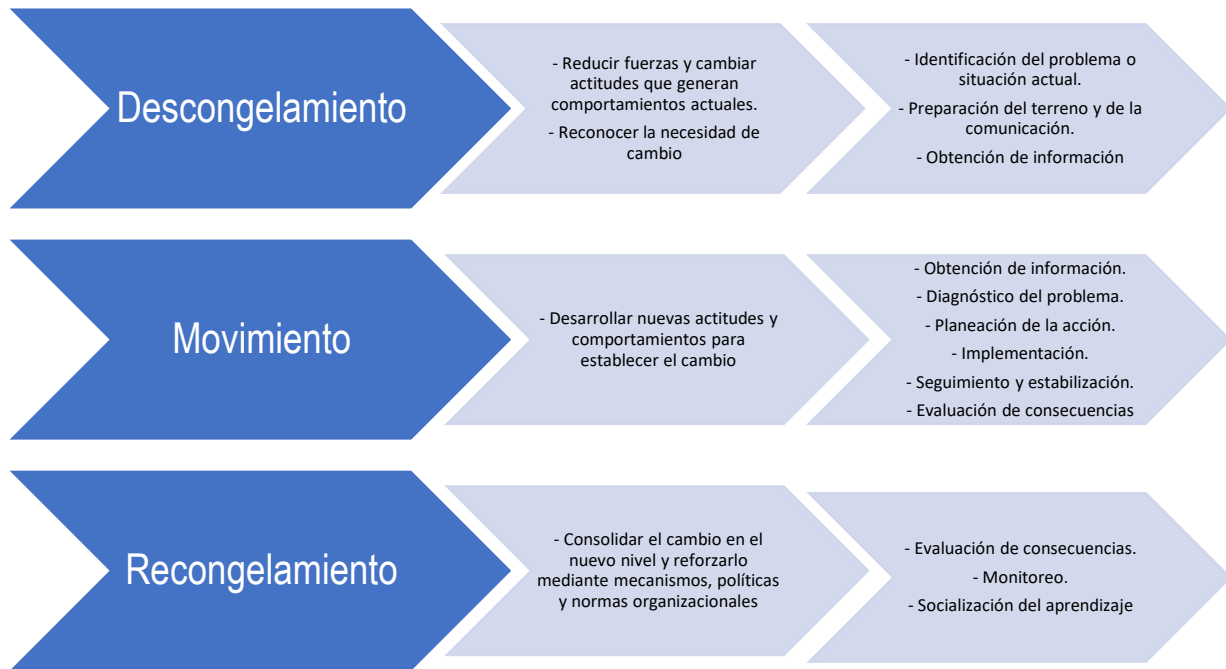 Descongelamiento
- Reducir fuerzas y cambiar
actitudes que generan
comportamientos actuales.
- Reconocer la necesidad de
cambio
- Identificación del problema o
situación actual.
- Preparación del terreno y de la
comunicación.
- Obtención de información
Movimiento
- Desarrollar nuevas actitudes y
comportamientos para
establecer el cambio
- Obtención de información.
- Diagnóstico del problema.
- Planeación de la acción.
- Implementación.
- Seguimiento y estabilización.
- Evaluación de consecuencias
Recongelamiento
- Consolidar el cambio en el
nuevo nivel y reforzarlo
mediante mecanismos, políticas
y normas organizacionales
- Evaluación de consecuencias.
- Monitoreo.
- Socialización del aprendizaje